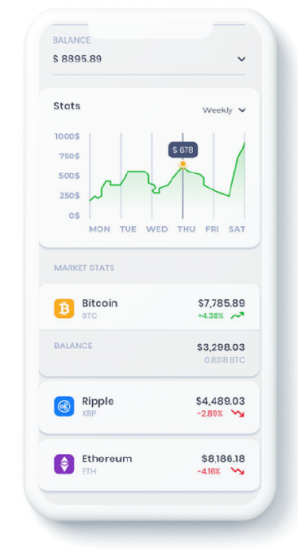 BALANCE
$ 8895.89
Stats
Weekly
1000$
750$
$ 678
500$
250$
0$
MON TUE WED THU FRI SAT
MARKET STATS
Bitcoin $7,785.89
BTC -4.38%
BALANCE $3,298.03
0.8318 BTC
Ripple $4,489.03
XRP -2.89%
Ethereum $8,186.18
ETH -4.16%